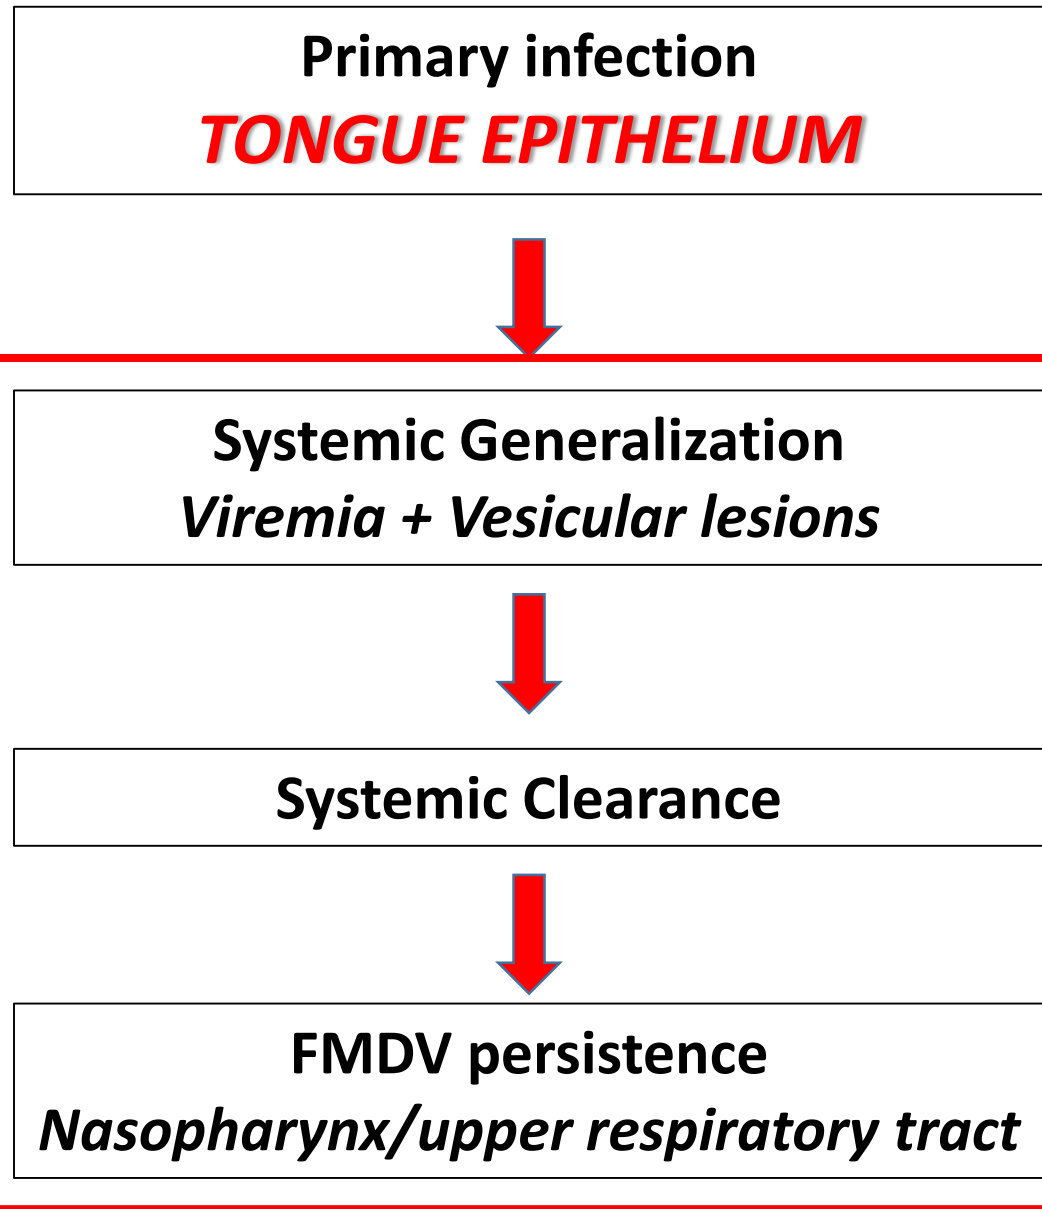 Primary infection
TONGUE EPITHELIUM
Systemic Generalization
Viremia + Vesicular lesions
Systemic Clearance
FMDV persistence
Nasopharynx/upper respiratory tract